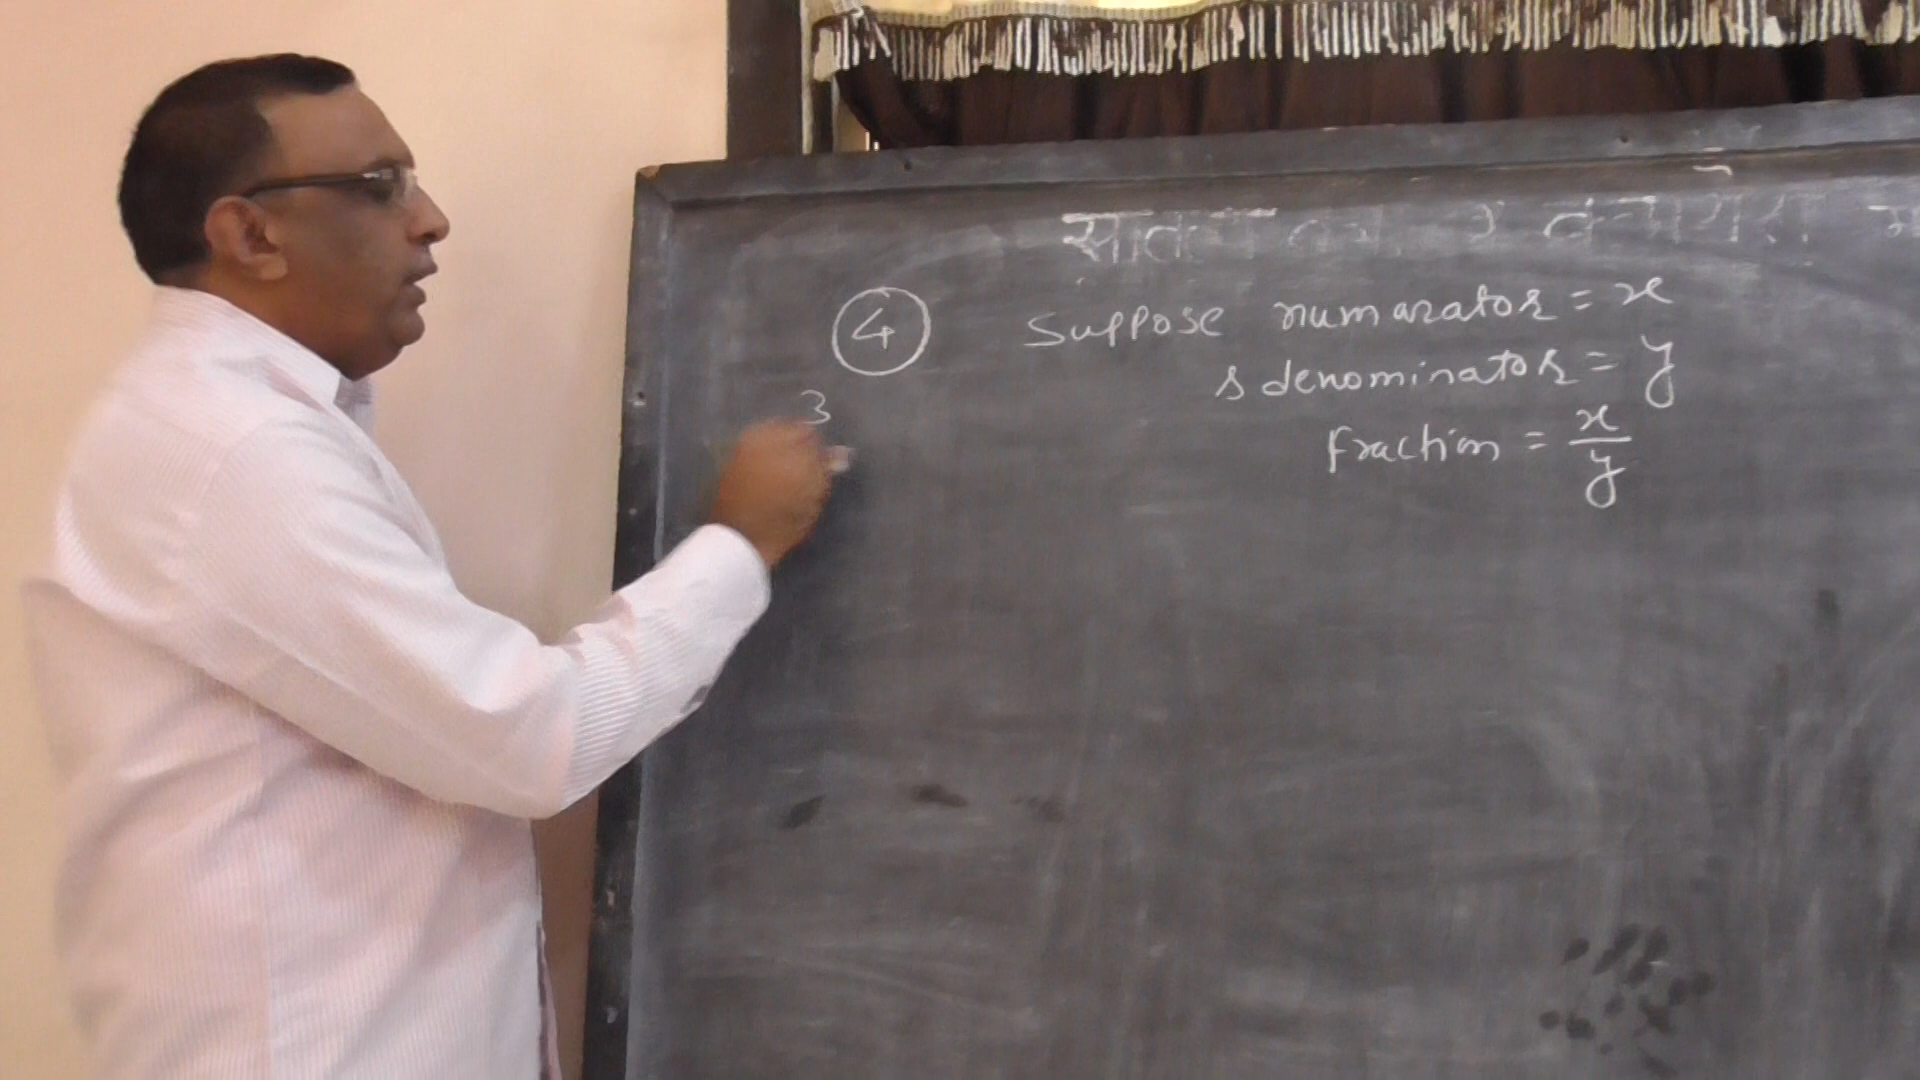 ④ Suppose numarator = x
s denominator = y
3
Fraction = x/y